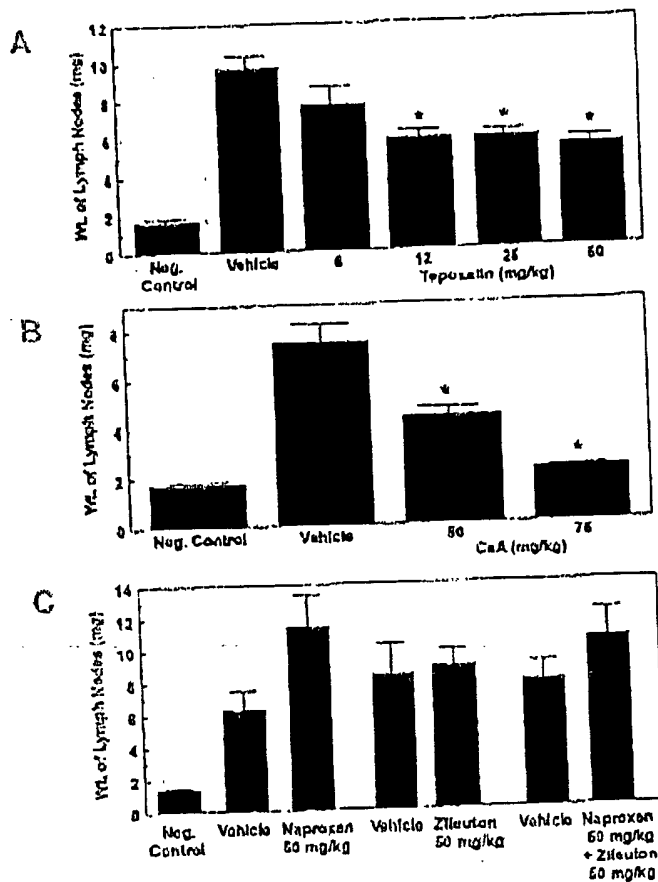 A
12
10
8
6
4
2
0
Wt. of Lymph Nodes (mg)
* * *
Neg. Control Vehicle 6 12 25 50
Tepoxalin (mg/kg)
B
8
6
4
2
0
Wt. of Lymph Nodes (mg)
* *
Neg. Control Vehicle 50 75
CsA (mg/kg)
C
14
12
10
8
6
4
2
0
Wt. of Lymph Nodes (mg)
Neg. Control Vehicle Naproxen 50 mg/kg Vehicle Zileuton 50 mg/kg Vehicle Naproxen 50 mg/kg + Zileuton 50 mg/kg